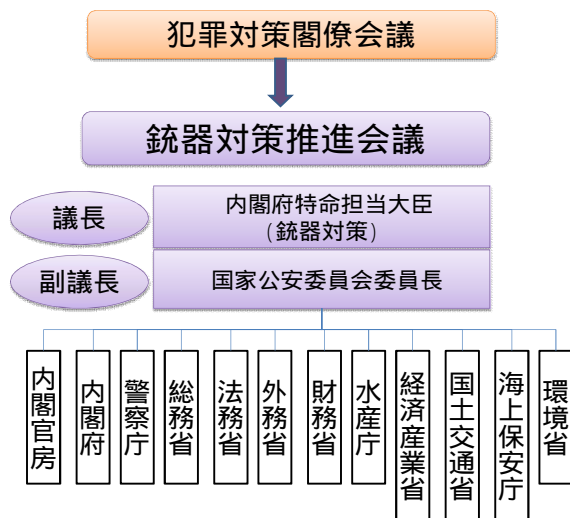 犯罪対策閣僚会議
銃器対策推進会議
議長
内閣府特命担当大臣
(銃器対策)
副議長
国家公安委員会委員長
内閣官房
内閣府
警察庁
総務省
法務省
外務省
財務省
水産庁
経済産業省
国土交通省
海上保安庁
環境省